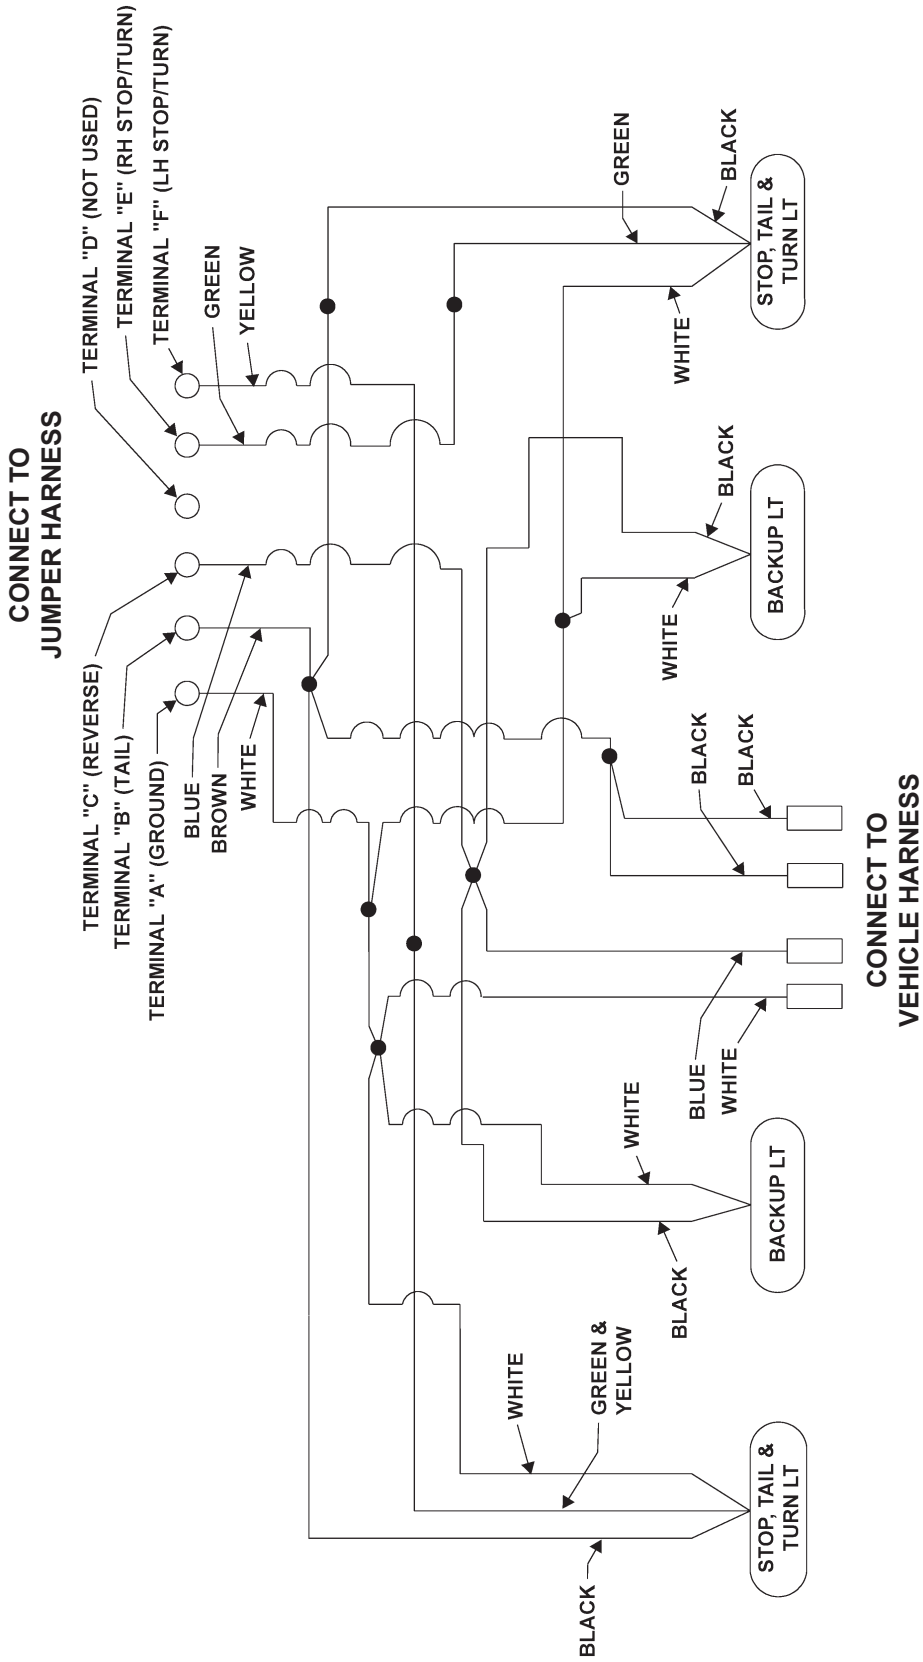 CONNECT TO
JUMPER HARNESS
TERMINAL "C" (REVERSE)
TERMINAL "B" (TAIL)
TERMINAL "A" (GROUND)
TERMINAL "D" (NOT USED)
TERMINAL "E" (RH STOP/TURN)
TERMINAL "F" (LH STOP/TURN)
BLUE
BROWN
WHITE
GREEN
YELLOW
BLACK
WHITE
GREEN &
YELLOW
STOP, TAIL &
TURN LT
WHITE
BLACK
BACKUP LT
BLUE
WHITE
BLACK
BLACK
CONNECT TO
VEHICLE HARNESS
WHITE
BLACK
BACKUP LT
WHITE
GREEN
BLACK
STOP, TAIL &
TURN LT